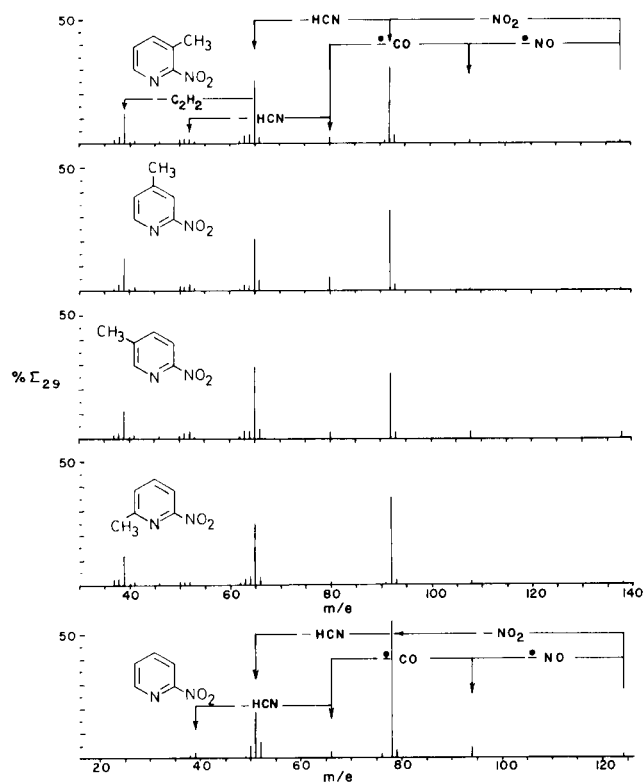 50
– HCN
– NO2
CO
NO
– C2H2
– HCN
CH3
N
NO2
CH3
N
NO2
50
CH3
N
NO2
% Σ29
50
CH3
N
NO2
40
60
80
100
120
140
m/e
m/e
50
– HCN
– NO2
CO
NO
– HCN
N
NO2
20
40
60
80
100
120
m/e
m/e